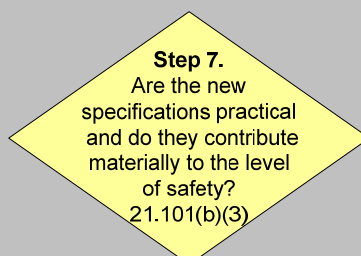 Step 7.
Are the new
specifications practical
and do they contribute
materially to the level
of safety?
21.101(b)(3)